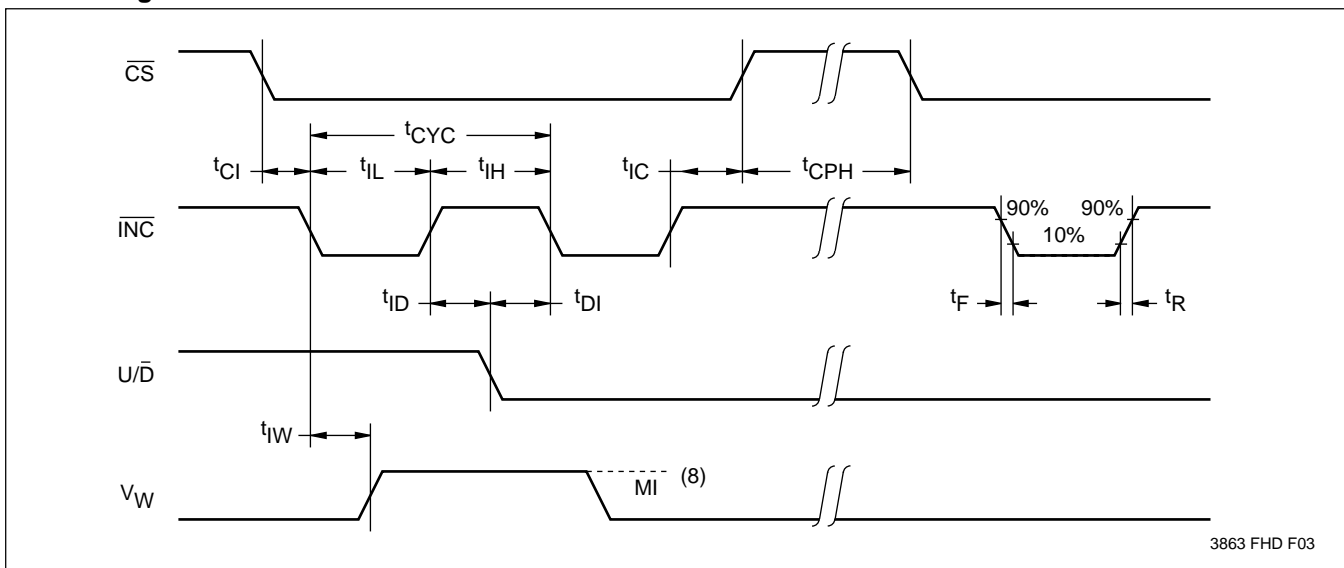 CS
tCYC
tCI tIL tIH tIC tCPH
INC
90% 90%
10%
tID tDI tF tR
U/D
tIW
VW
MI (8)
3863 FHD F03